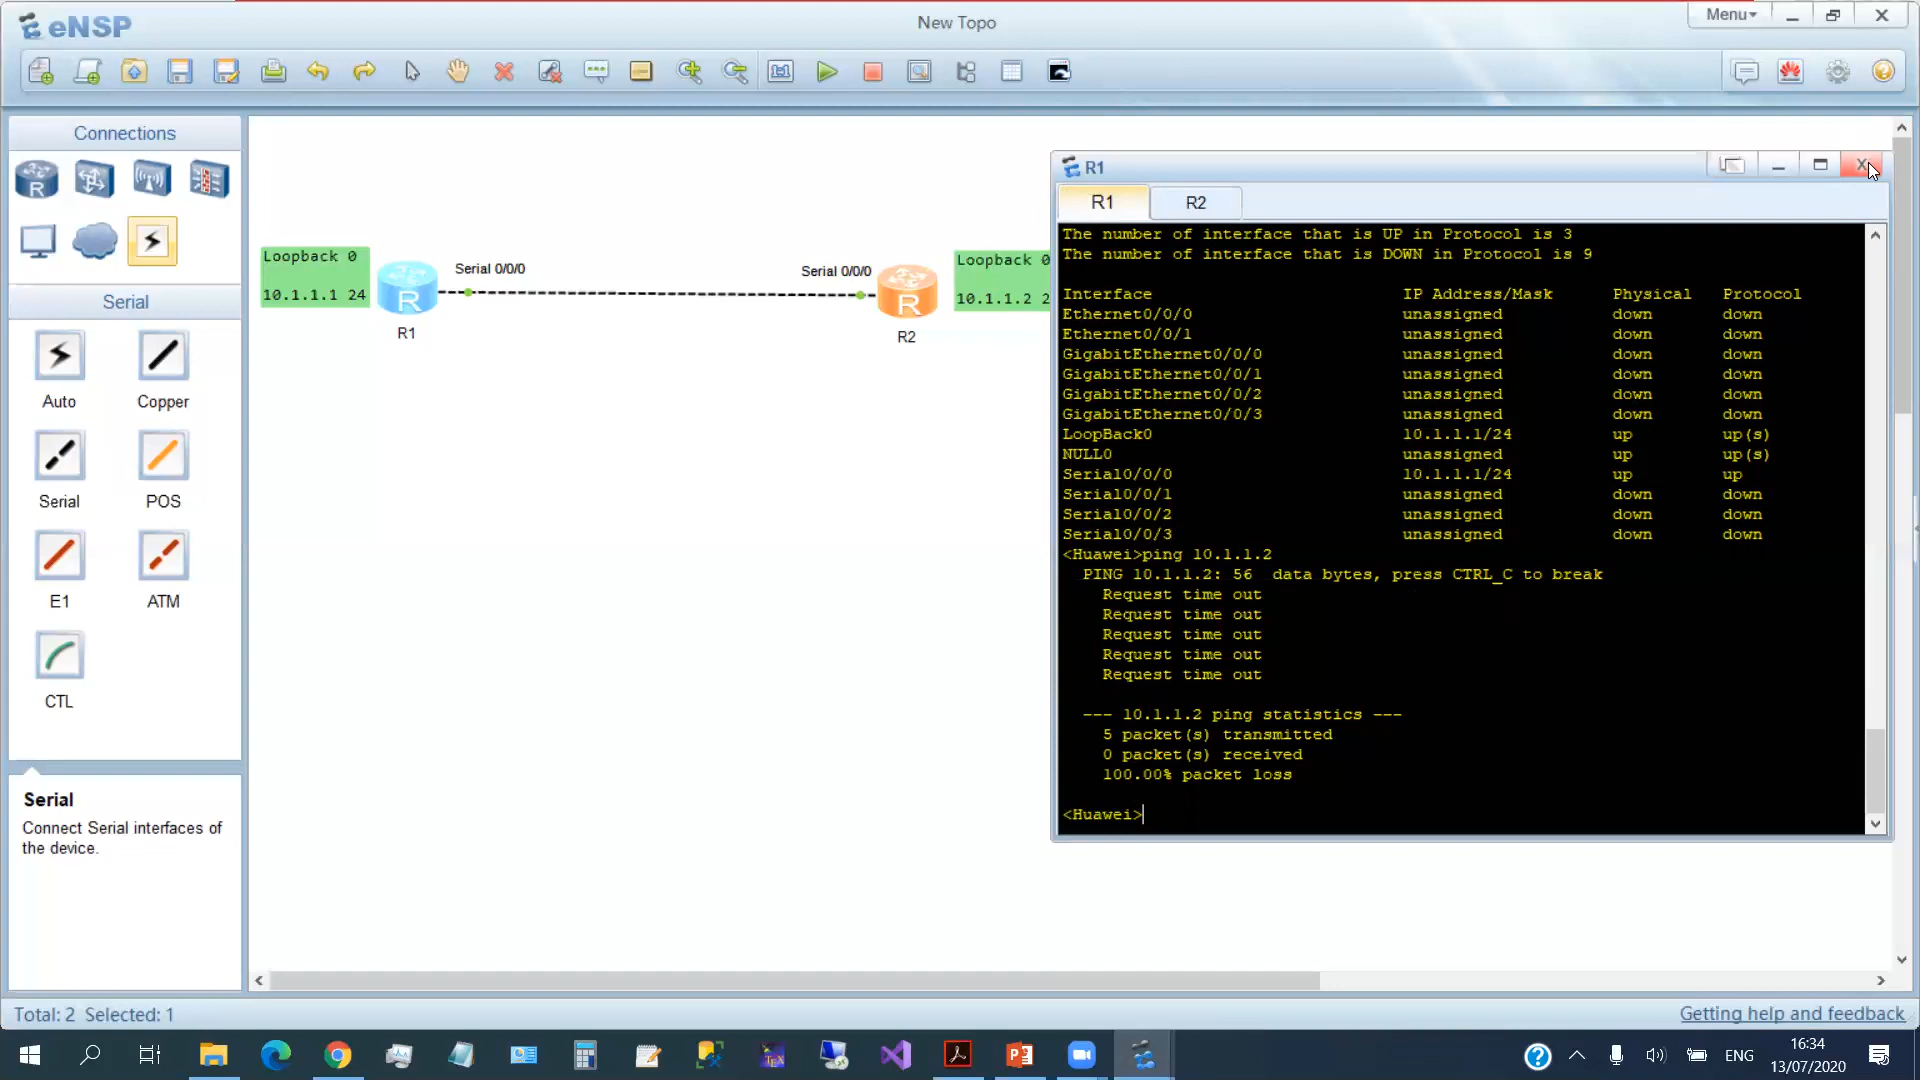 eNSP
New Topo
Menu
Connections
R
Serial
Auto
Copper
Serial
POS
E1
ATM
CTL
Serial
Connect Serial interfaces of
the device.
Loopback 0
10.1.1.1 24
R
R1
Serial 0/0/0
Serial 0/0/0
R
R2
Loopback 0
10.1.1.2 2
R1
R1
R2
The number of interface that is UP in Protocol is 3
The number of interface that is DOWN in Protocol is 9
Interface IP Address/Mask Physical Protocol
Ethernet0/0/0 unassigned down down
Ethernet0/0/1 unassigned down down
GigabitEthernet0/0/0 unassigned down down
GigabitEthernet0/0/1 unassigned down down
GigabitEthernet0/0/2 unassigned down down
GigabitEthernet0/0/3 unassigned down down
LoopBack0 10.1.1.1/24 up up(s)
NULL0 unassigned up up(s)
Serial0/0/0 10.1.1.1/24 up up
Serial0/0/1 unassigned down down
Serial0/0/2 unassigned down down
Serial0/0/3 unassigned down down
<Huawei>ping 10.1.1.2
PING 10.1.1.2: 56 data bytes, press CTRL_C to break
Request time out
Request time out
Request time out
Request time out
Request time out
--- 10.1.1.2 ping statistics ---
5 packet(s) transmitted
0 packet(s) received
100.00% packet loss
<Huawei>
Total: 2 Selected: 1
Getting help and feedback
ENG
16:34
13/07/2020